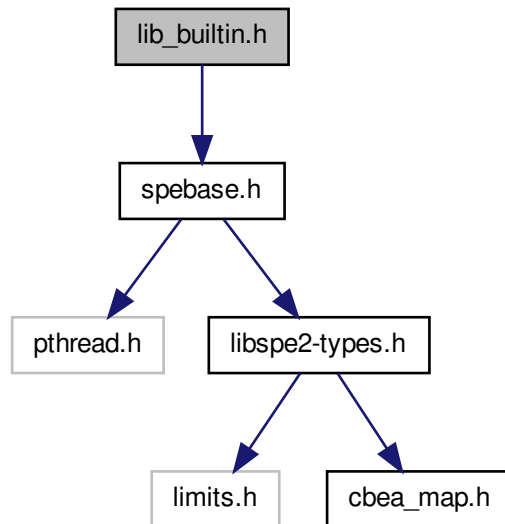 lib_builtin.h
spebase.h
pthread.h
libspe2-types.h
limits.h
cbea_map.h